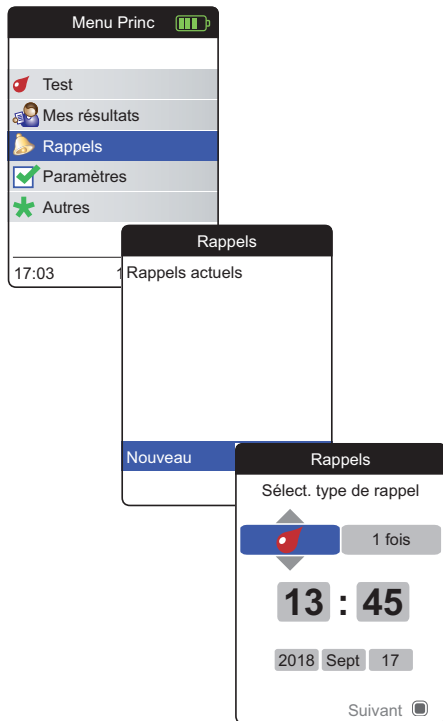 Menu Princ
Test
Mes résultats
Rappels
Paramètres
Autres
17:03 1
Rappels
Rappels actuels
Nouveau
Rappels
Sélect. type de rappel
1 fois
13 : 45
2018 Sept 17
Suivant